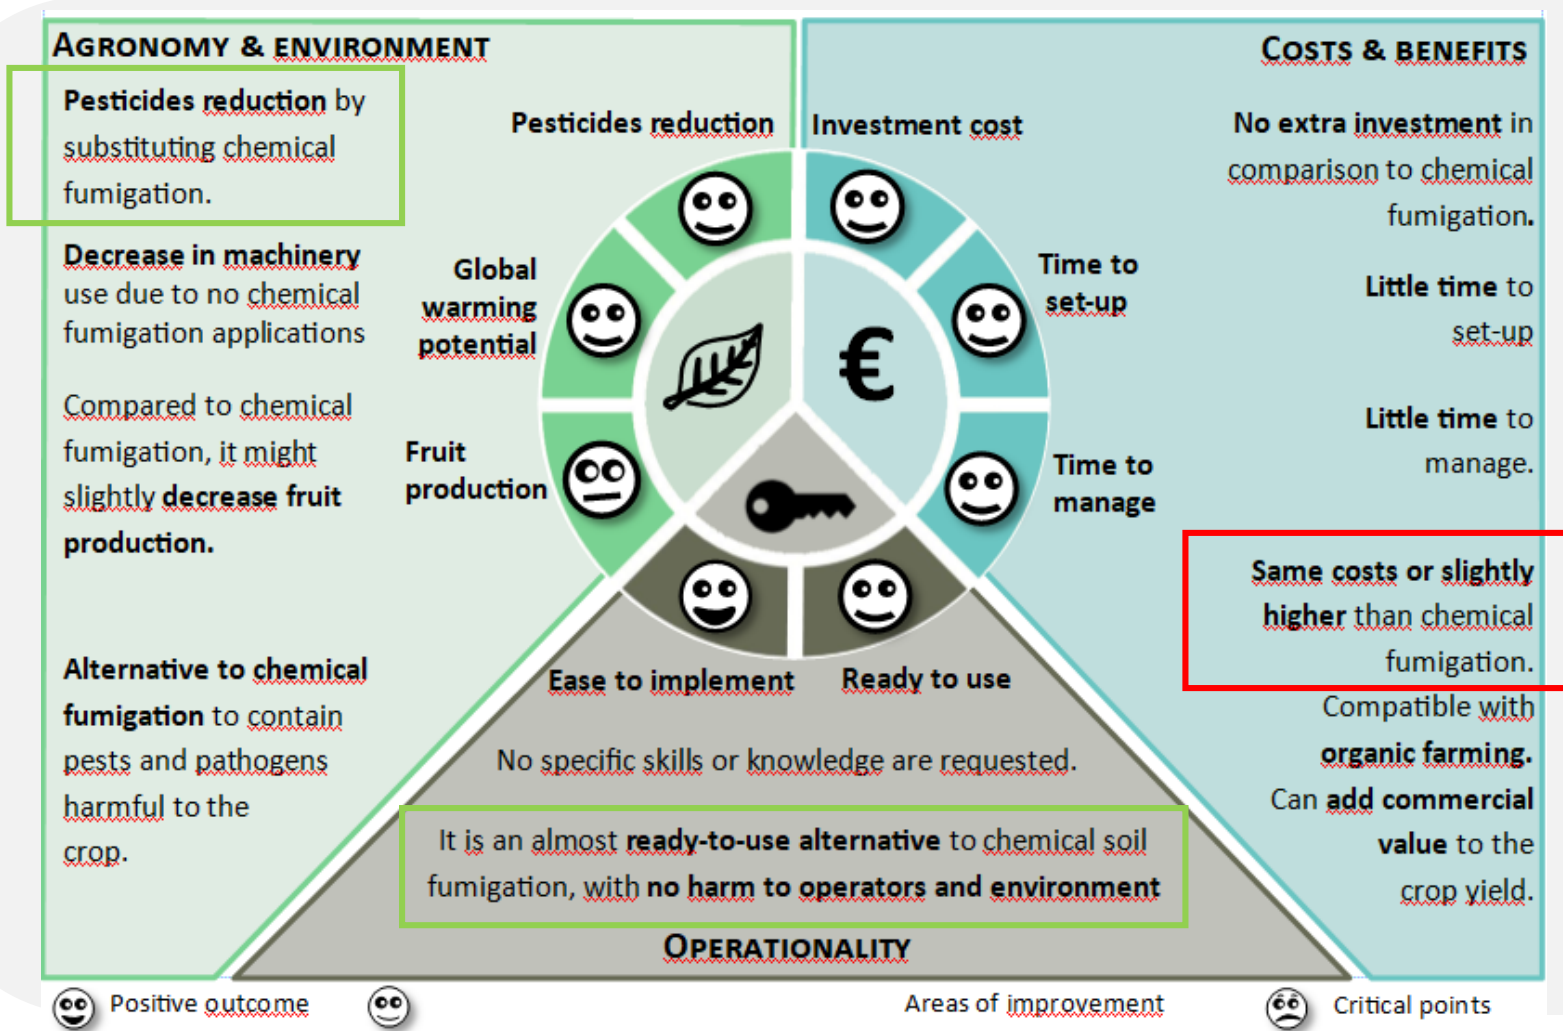 AGRONOMY & ENVIRONMENT
Pesticides reduction by
substituting chemical
fumigation.
Decrease in machinery
use due to no chemical
fumigation applications
Compared to chemical
fumigation, it might
slightly decrease fruit
production.
Alternative to chemical
fumigation to contain
pests and pathogens
harmful to the
crop.
Pesticides reduction
Global
warming
potential
Fruit
production
Investment cost
Time to
set-up
Time to
manage
€
COSTS & BENEFITS
No extra investment in
comparison to chemical
fumigation.
Little time to
set-up
Little time to
manage.
Same costs or slightly
higher than chemical
fumigation.
Compatible with
organic farming.
Can add commercial
value to the
crop yield.
Ease to implement
Ready to use
No specific skills or knowledge are requested.
It is an almost ready-to-use alternative to chemical soil
fumigation, with no harm to operators and environment
OPERATIONALITY
Positive outcome
Areas of improvement
Critical points